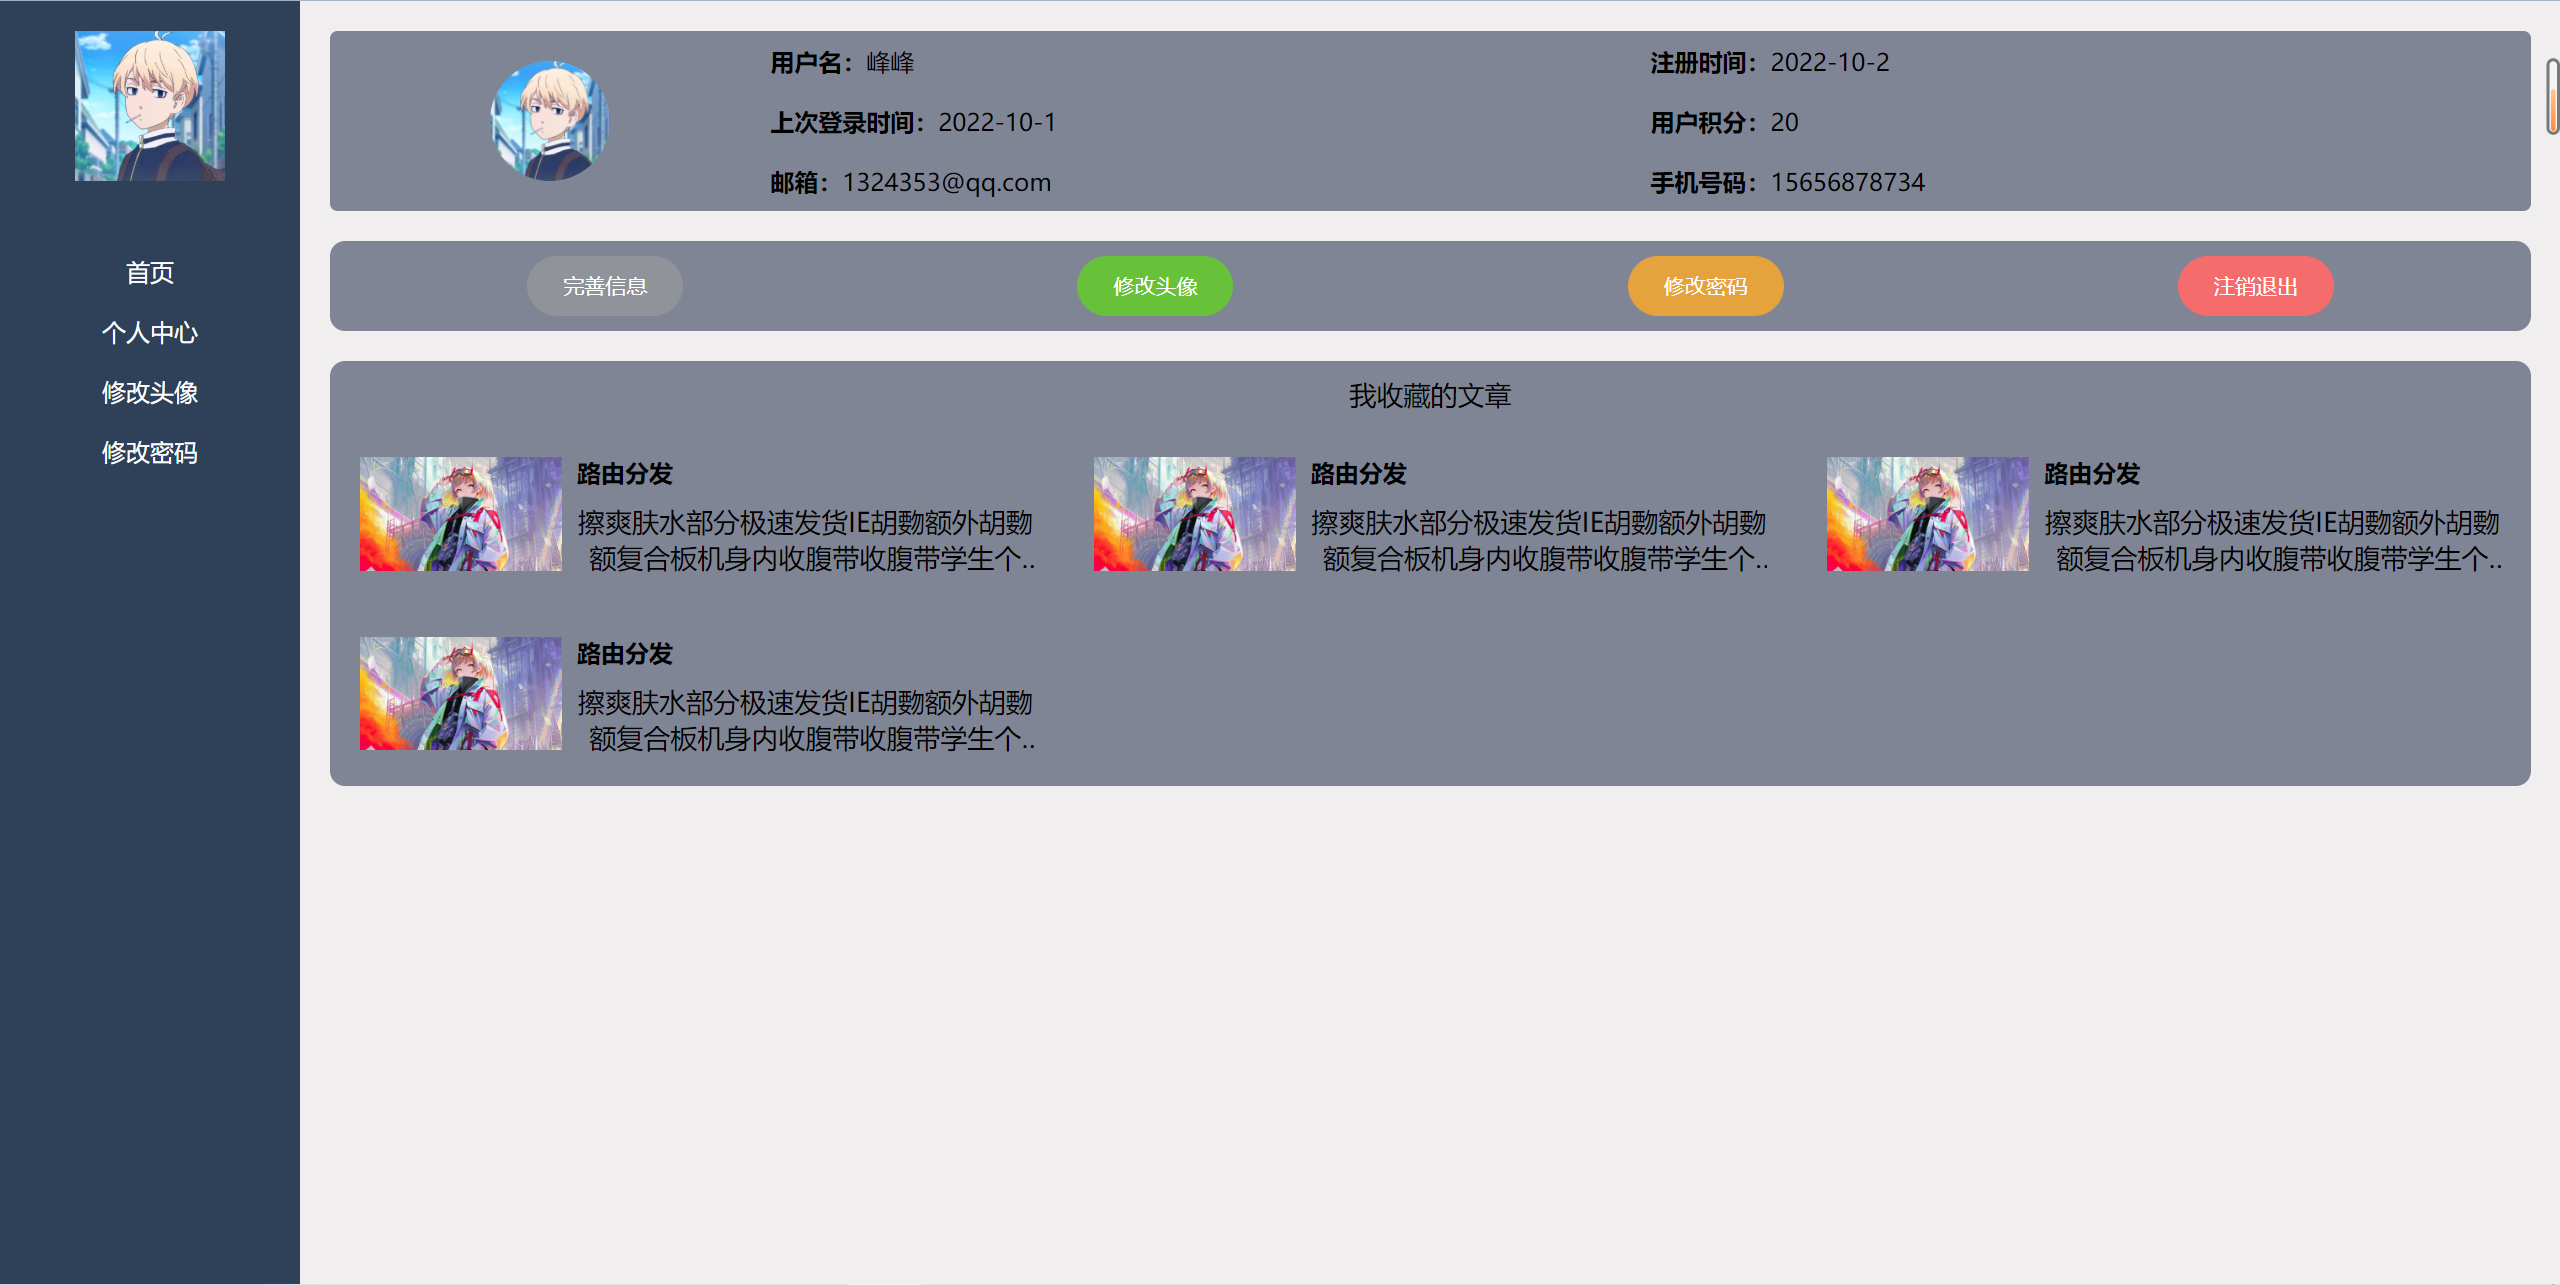 首页
个人中心
修改头像
修改密码
用户名：峰峰
注册时间：2022-10-2
上次登录时间：2022-10-1
用户积分：20
邮箱：1324353@qq.com
手机号码：15656878734
完善信息
修改头像
修改密码
注销退出
我收藏的文章
路由分发
擦爽肤水部分极速发货IE胡覅额外胡覅
额复合板机身内收腹带收腹带学生个..
路由分发
擦爽肤水部分极速发货IE胡覅额外胡覅
额复合板机身内收腹带收腹带学生个..
路由分发
擦爽肤水部分极速发货IE胡覅额外胡覅
额复合板机身内收腹带收腹带学生个..
路由分发
擦爽肤水部分极速发货IE胡覅额外胡覅
额复合板机身内收腹带收腹带学生个..